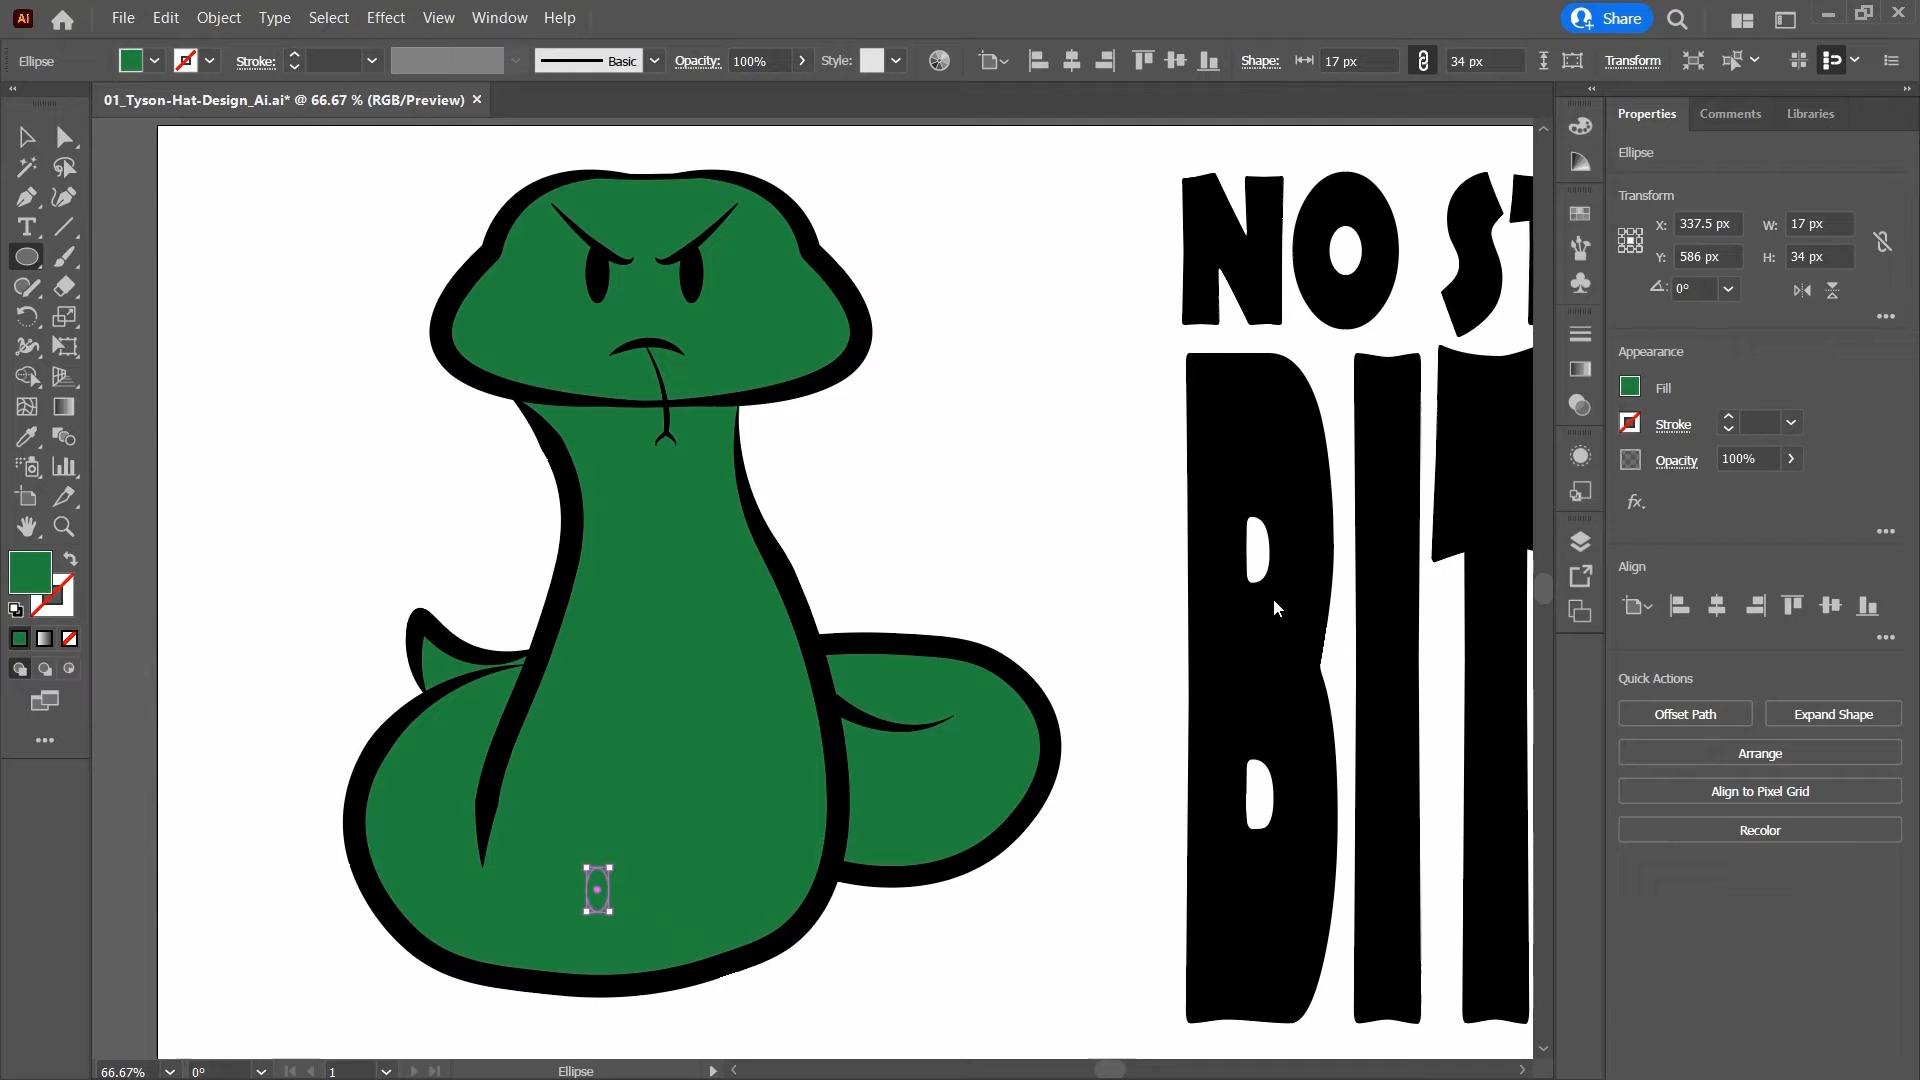 Ai File Edit Object Type Select Effect View Window Help Share
Ellipse Stroke: Basic Opacity: 100% Style: Shape: 17 px 34 px Transform
01_Tyson-Hat-Design_Ai.ai* @ 66.67 % (RGB/Preview)
Properties Comments Libraries
Ellipse
Transform
X: 337.5 px W: 17 px
Y: 586 px H: 34 px
0°
Appearance
Fill
Stroke
Opacity 100%
fx.
Align
Quick Actions
Offset Path Expand Shape
Arrange
Align to Pixel Grid
Recolor
NO ST
BIT
66.67% 0° 1 Ellipse